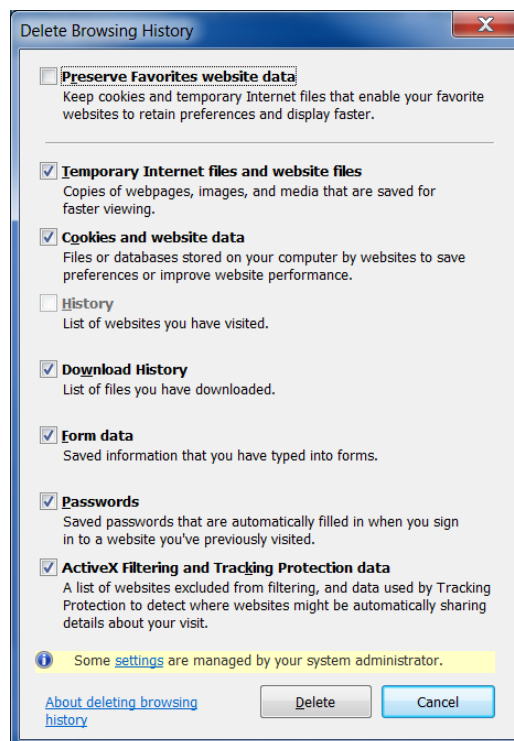 Delete Browsing History
Preserve Favorites website data
Keep cookies and temporary Internet files that enable your favorite
websites to retain preferences and display faster.
Temporary Internet files and website files
Copies of webpages, images, and media that are saved for
faster viewing.
Cookies and website data
Files or databases stored on your computer by websites to save
preferences or improve website performance.
History
List of websites you have visited.
Download History
List of files you have downloaded.
Form data
Saved information that you have typed into forms.
Passwords
Saved passwords that are automatically filled in when you sign
in to a website you've previously visited.
ActiveX Filtering and Tracking Protection data
A list of websites excluded from filtering, and data used by Tracking
Protection to detect where websites might be automatically sharing
details about your visit.
Some settings are managed by your system administrator.
About deleting browsing
history
Delete
Cancel